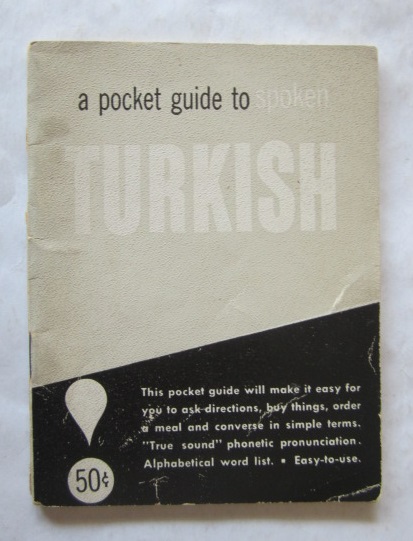 a pocket guide to spoken
TURKISH
This pocket guide will make it easy for
you to ask directions, buy things, order
a meal and converse in simple terms.
"True sound" phonetic pronunciation.
Alphabetical word list. ▪ Easy-to-use.
50¢